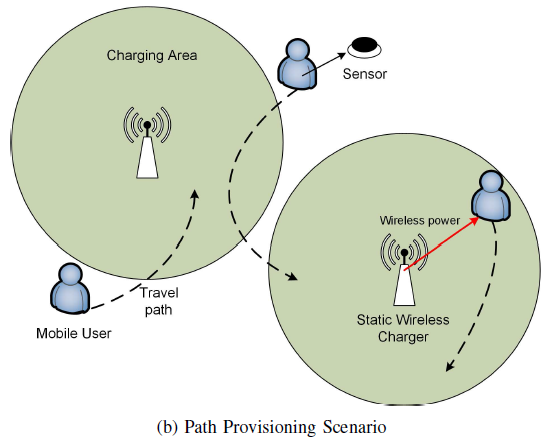 Charging Area
Sensor
Wireless power
Travel
path
Mobile User
Static Wireless
Charger
(b) Path Provisioning Scenario